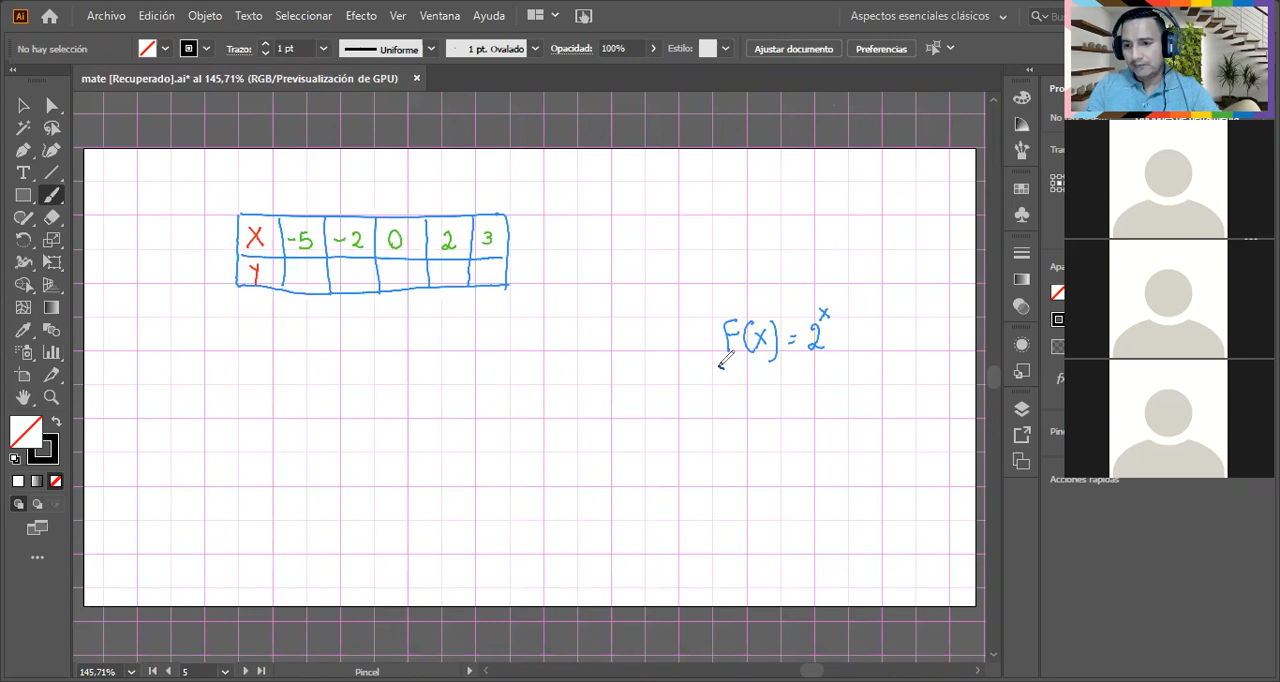 Ai Archivo Edición Objeto Texto Seleccionar Efecto Ver Ventana Ayuda Aspectos esenciales clásicos
No hay selección Trazo: 1 pt Uniforme 1 pt. Ovalado Opacidad: 100% Estilo: Ajustar documento Preferencias
mate [Recuperado].ai* al 145,71% (RGB/Previsualización de GPU)
X -5 -2 0 2 3
Y
F(x) = 2^x
Acciones rápidas
145,71% 5 Pincel